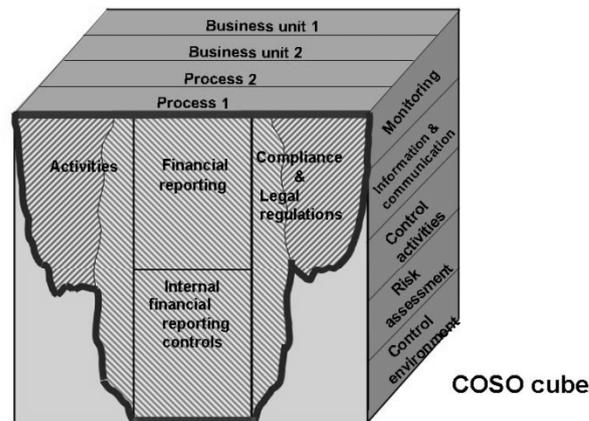 Business unit 1
Business unit 2
Process 2
Process 1
Activities
Financial
reporting
Compliance
&
Legal
regulations
Internal
financial
reporting
controls
Monitoring
Information &
communication
Control
activities
Risk
assessment
Control
environment
COSO cube